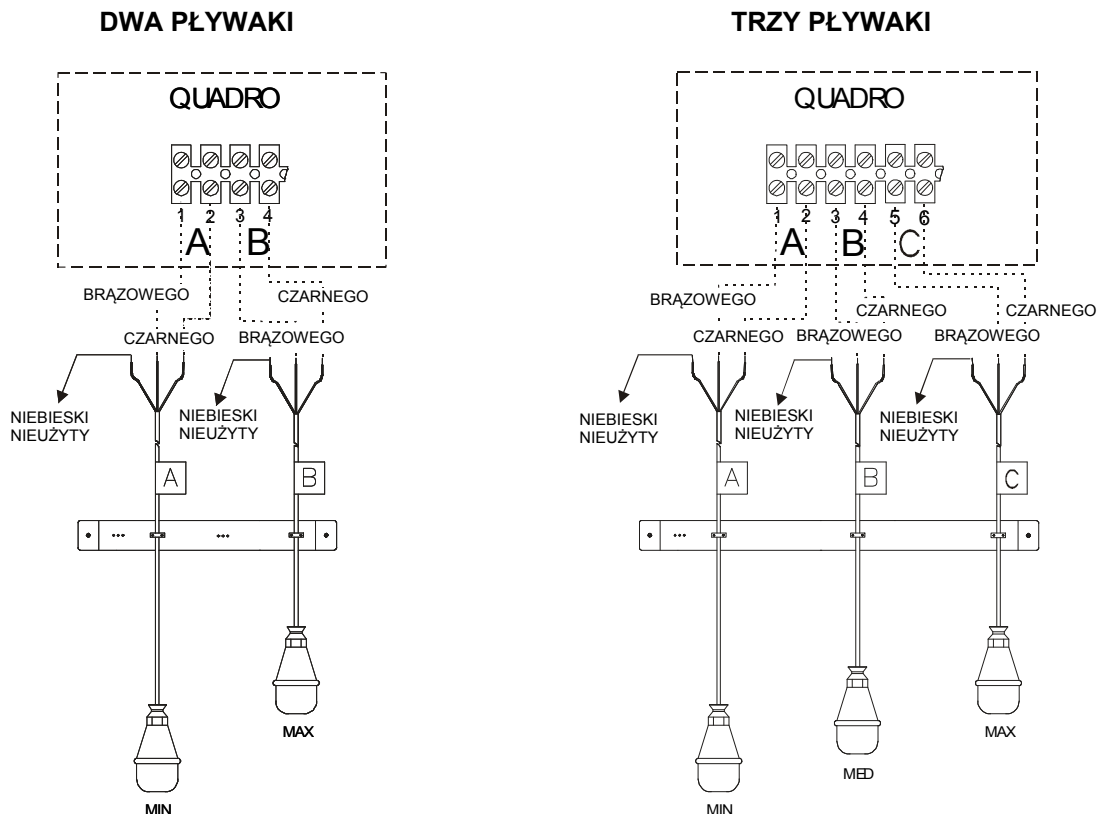 DWA PŁYWAKI
QUADRO
1 2 3 4
A B
BRĄZOWEGO
CZARNEGO
CZARNEGO
BRĄZOWEGO
NIEBIESKI
NIEUŻYTY
NIEBIESKI
NIEUŻYTY
A
B
MAX
MIN
TRZY PŁYWAKI
QUADRO
1 2 3 4 5 6
A B C
BRĄZOWEGO
CZARNEGO
CZARNEGO
CZARNEGO
BRĄZOWEGO
BRĄZOWEGO
NIEBIESKI
NIEUŻYTY
NIEBIESKI
NIEUŻYTY
NIEBIESKI
NIEUŻYTY
A
B
C
MAX
MED
MIN